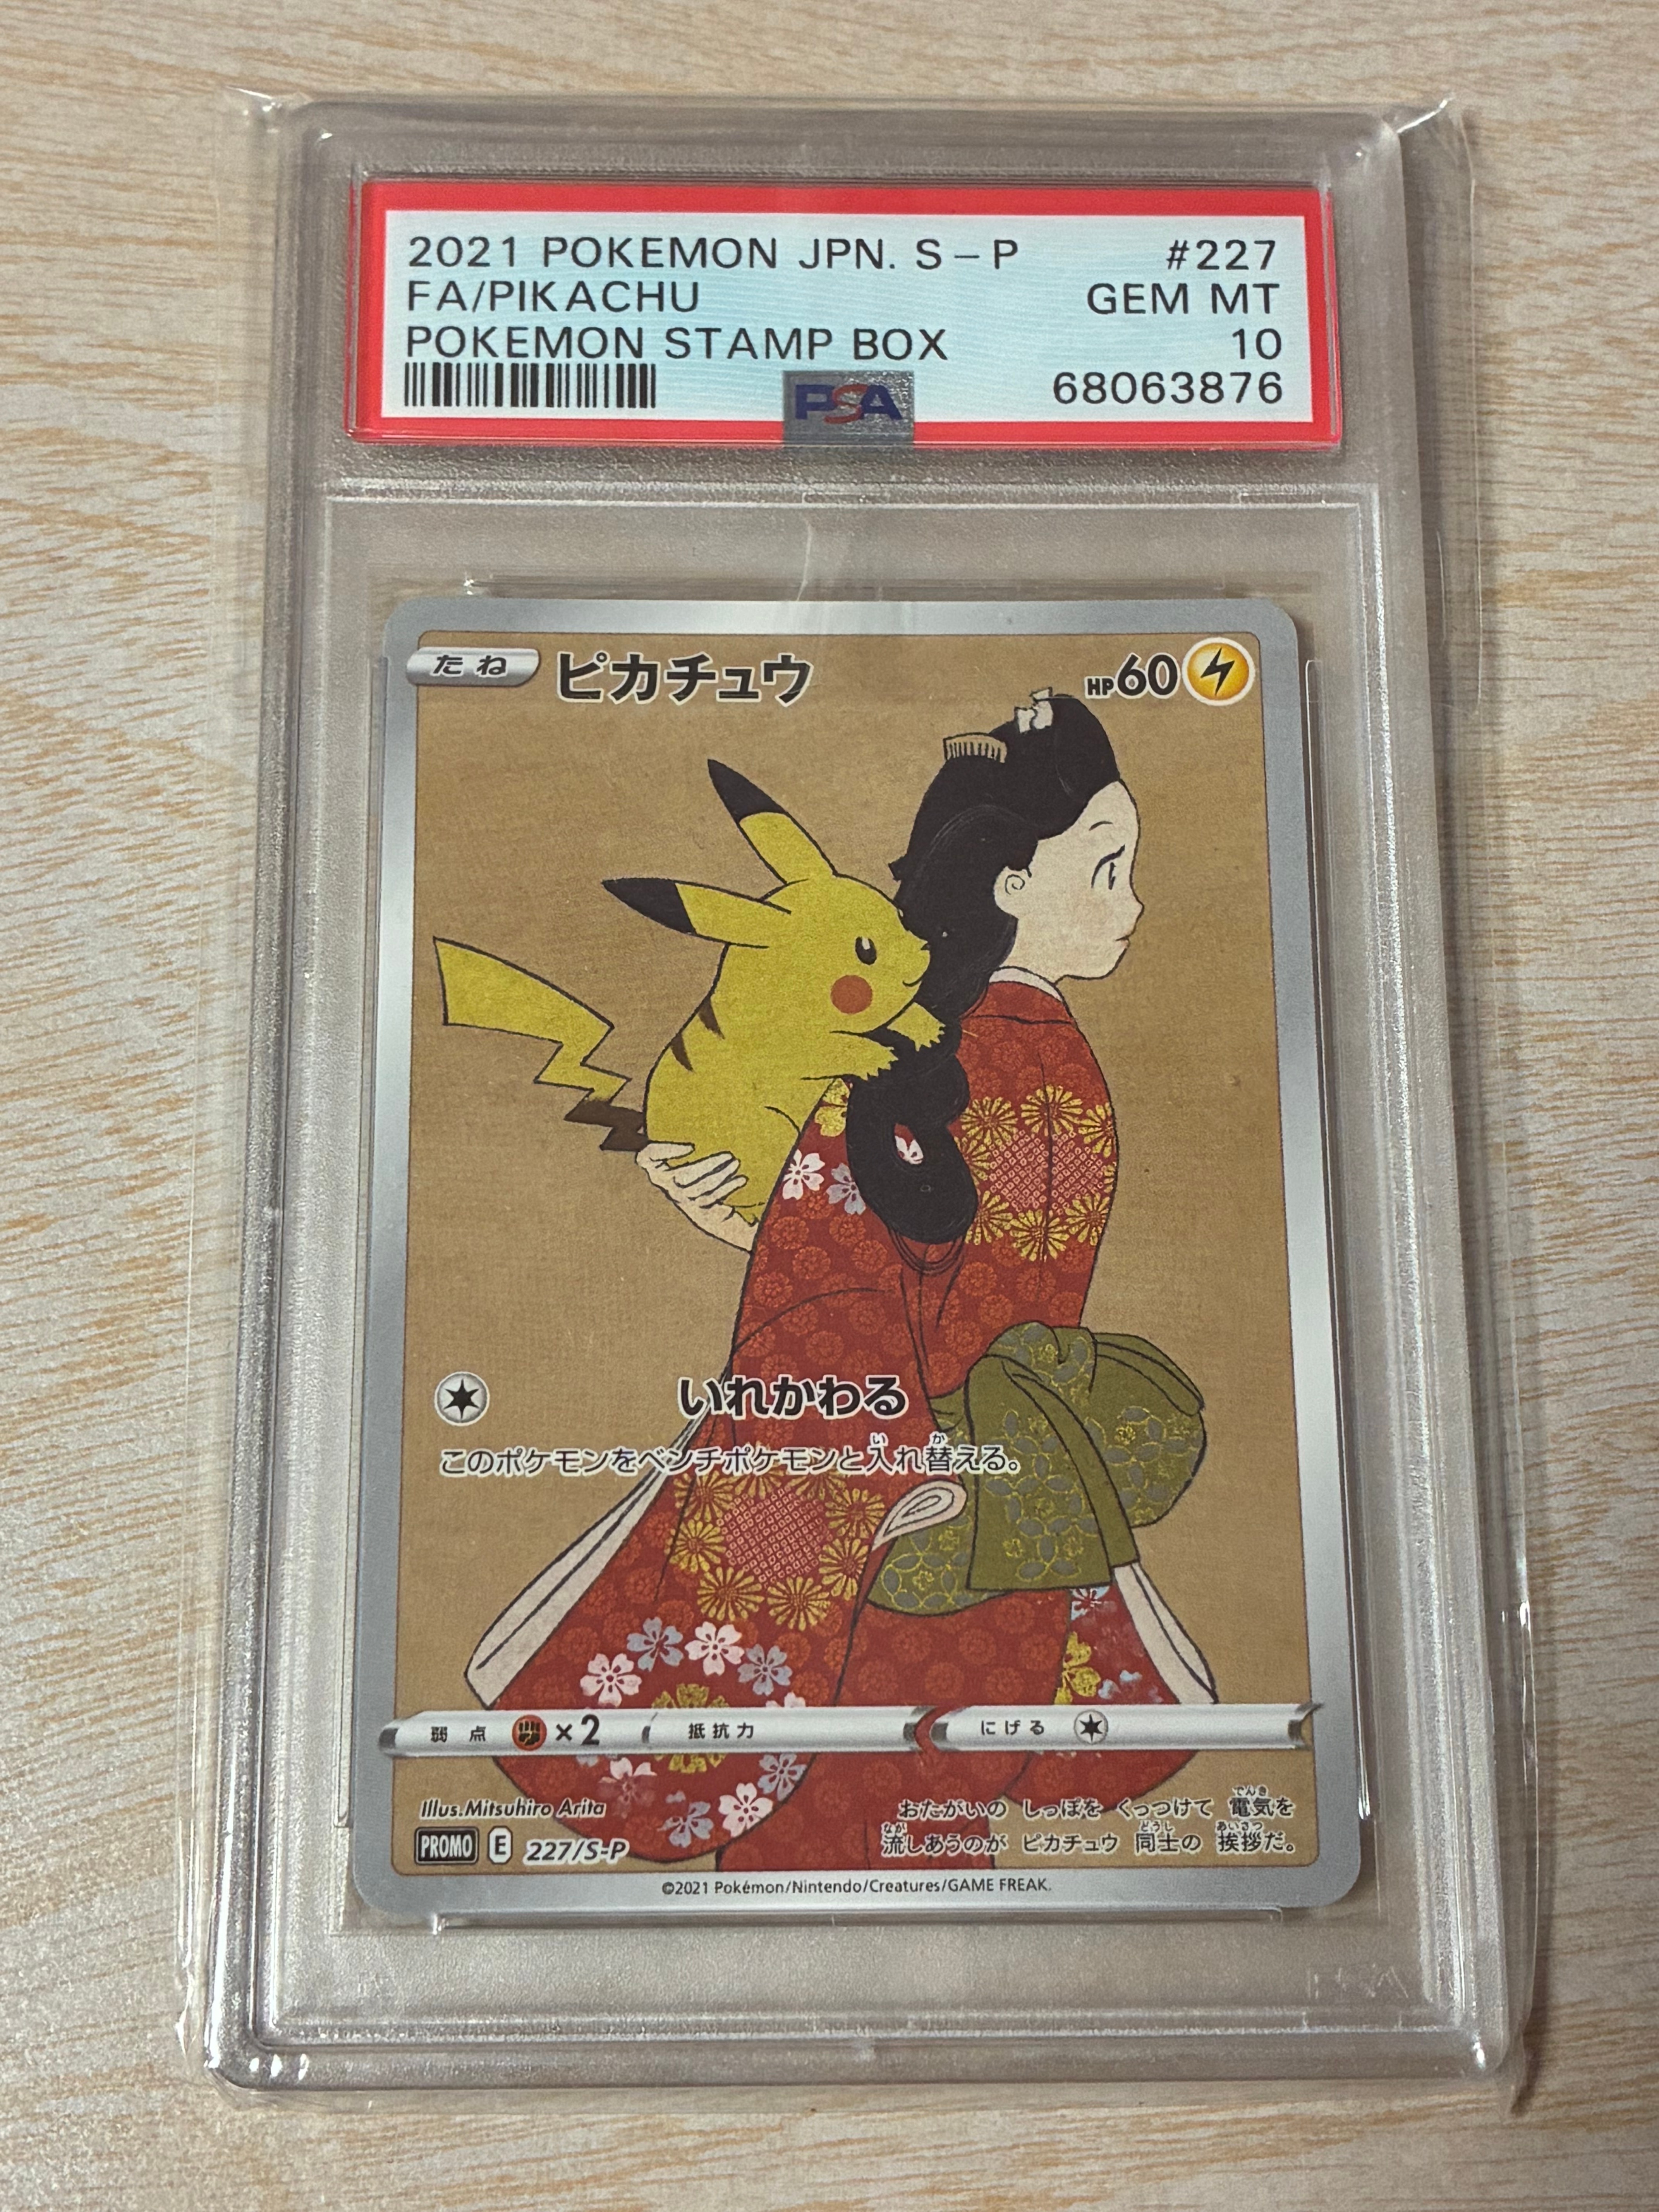 2021 POKEMON JPN. S-P #227
FA/PIKACHU GEM MT
POKEMON STAMP BOX 10
68063876
PSA
たね ピカチュウ HP60
いれかわる
このポケモンをベンチポケモンと入れ替える。
弱点 ×2 抵抗力 にげる
Illus.Mitsuhiro Arita
PROMO E 227/S-P
おたがいの しっぽを くっつけて 電気を
流しあうのが ピカチュウ 同士の 挨拶だ。
©2021 Pokémon/Nintendo/Creatures/GAME FREAK.